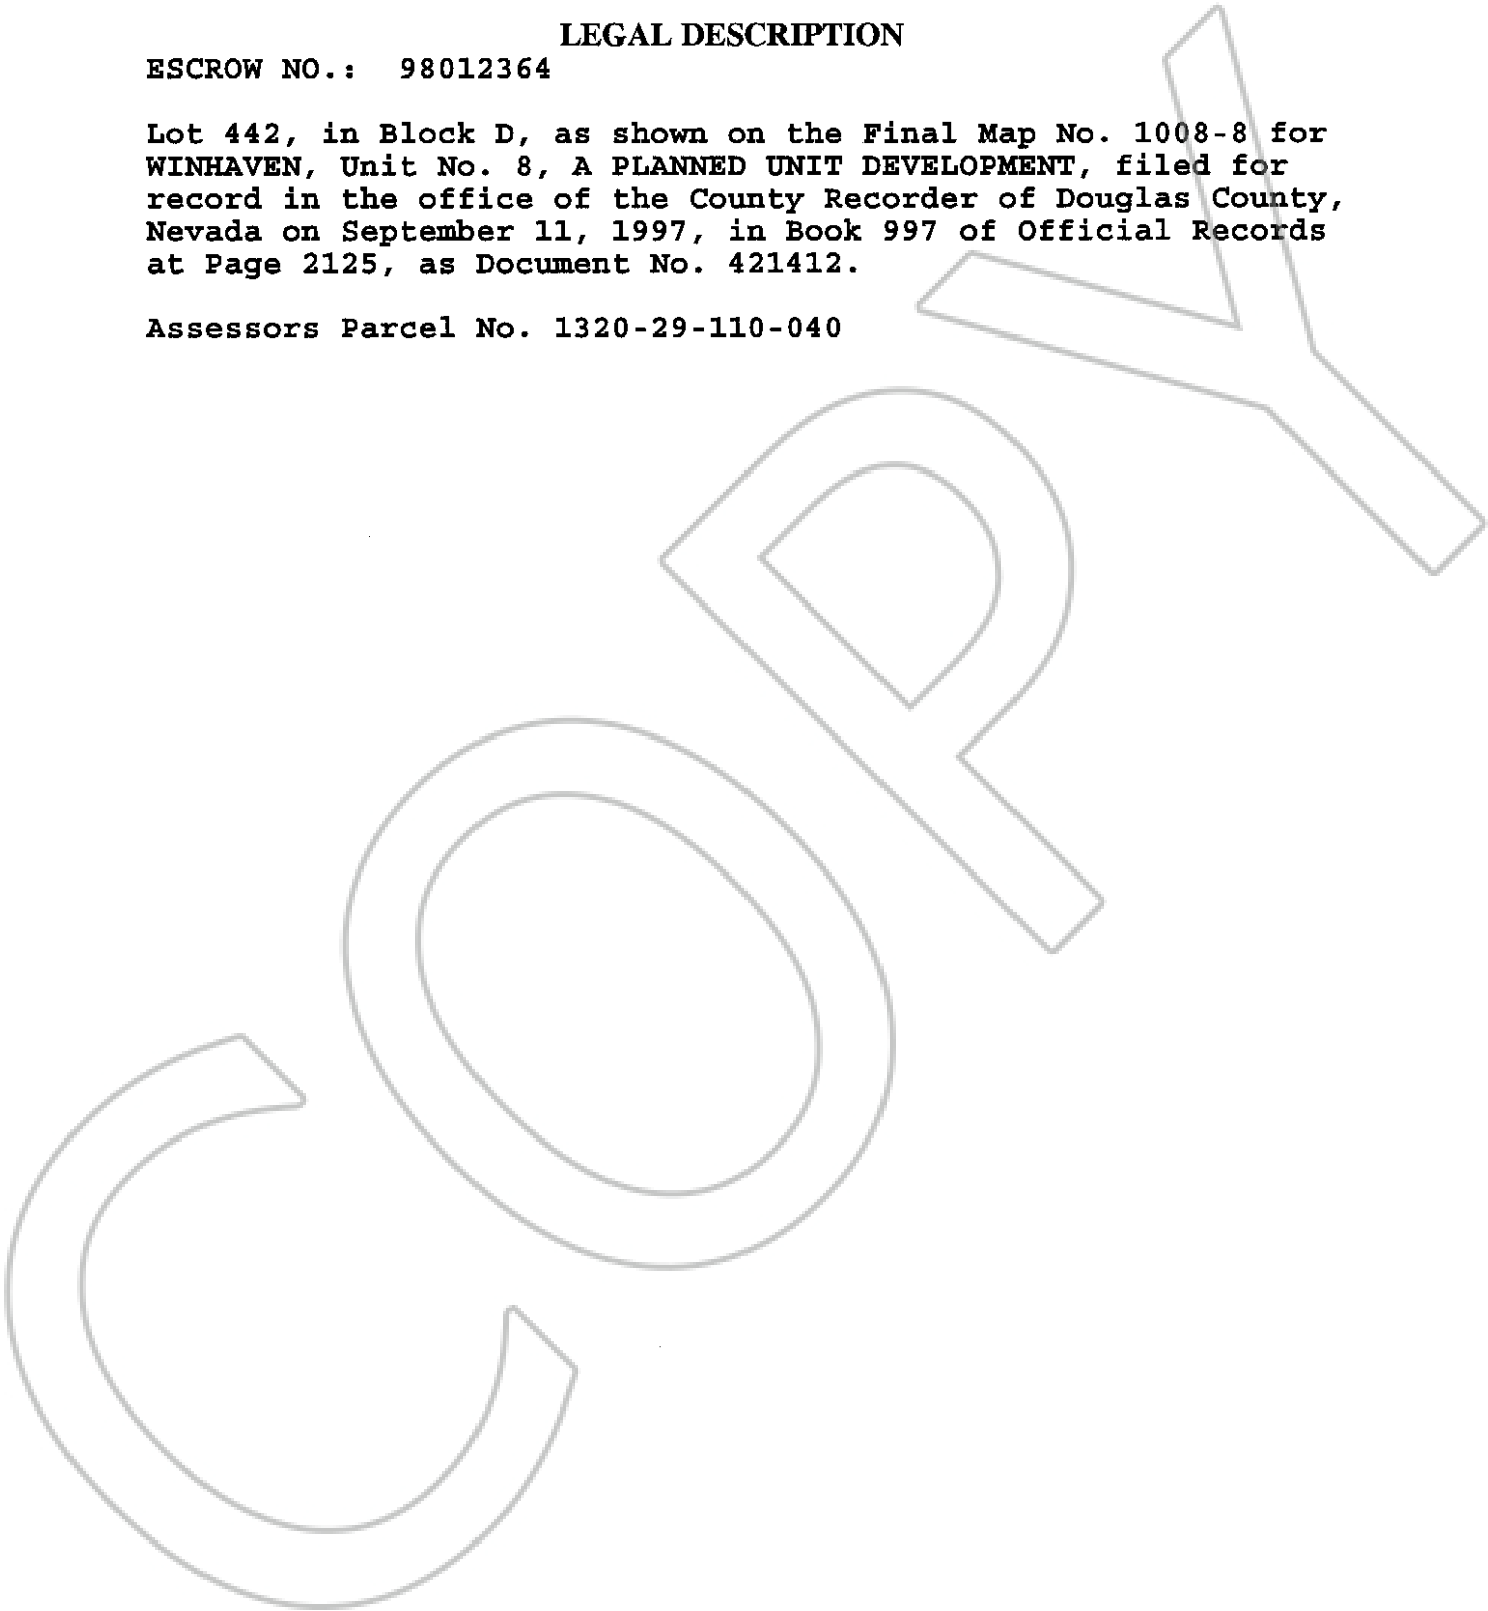 LEGAL DESCRIPTION
ESCROW NO.: 98012364
Lot 442, in Block D, as shown on the Final Map No. 1008-8 for
WINHAVEN, Unit No. 8, A PLANNED UNIT DEVELOPMENT, filed for
record in the office of the County Recorder of Douglas County,
Nevada on September 11, 1997, in Book 997 of Official Records
at Page 2125, as Document No. 421412.
Assessors Parcel No. 1320-29-110-040
COPY